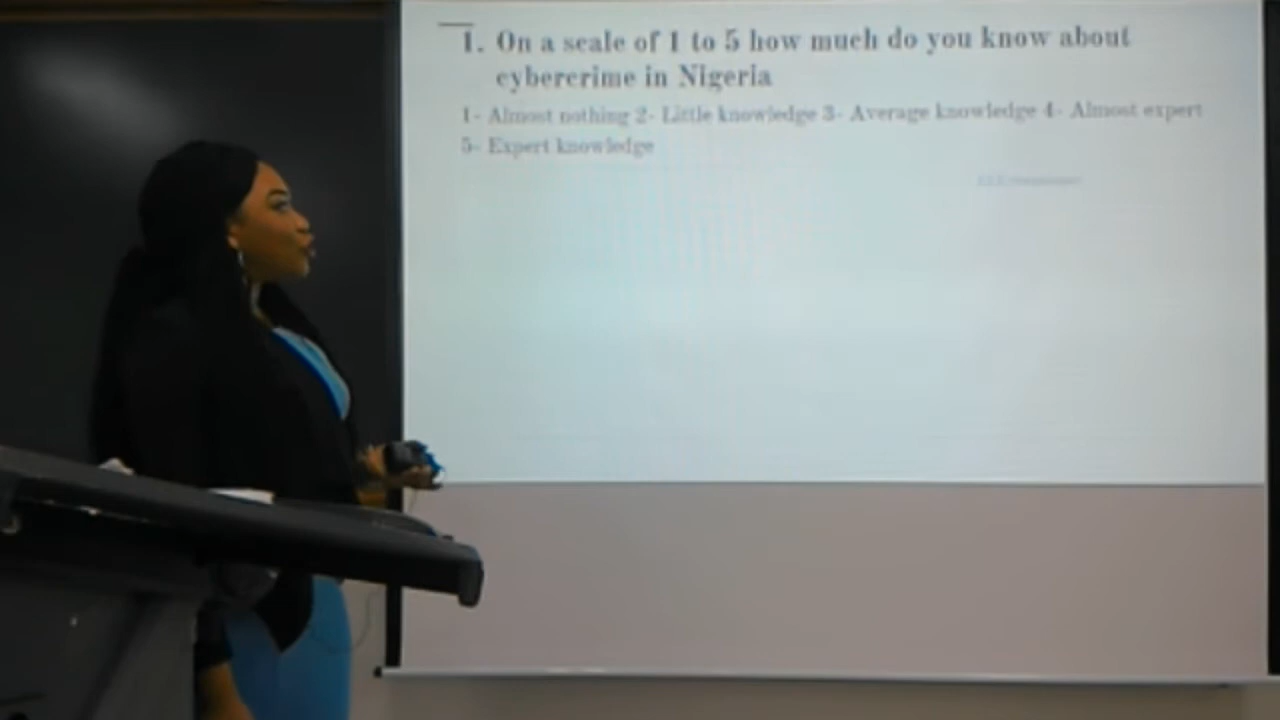 1. On a scale of 1 to 5 how much do you know about
cybercrime in Nigeria
1- Almost nothing 2- Little knowledge 3- Average knowledge 4- Almost expert
5- Expert knowledge